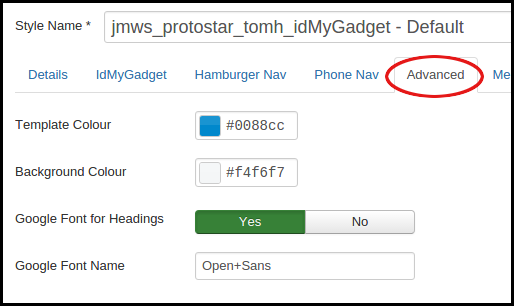 Style Name * jmws_protostar_tomh_idMyGadget - Default
Details IdMyGadget Hamburger Nav Phone Nav Advanced Me
Template Colour #0088cc
Background Colour #f4f6f7
Google Font for Headings Yes No
Google Font Name Open+Sans